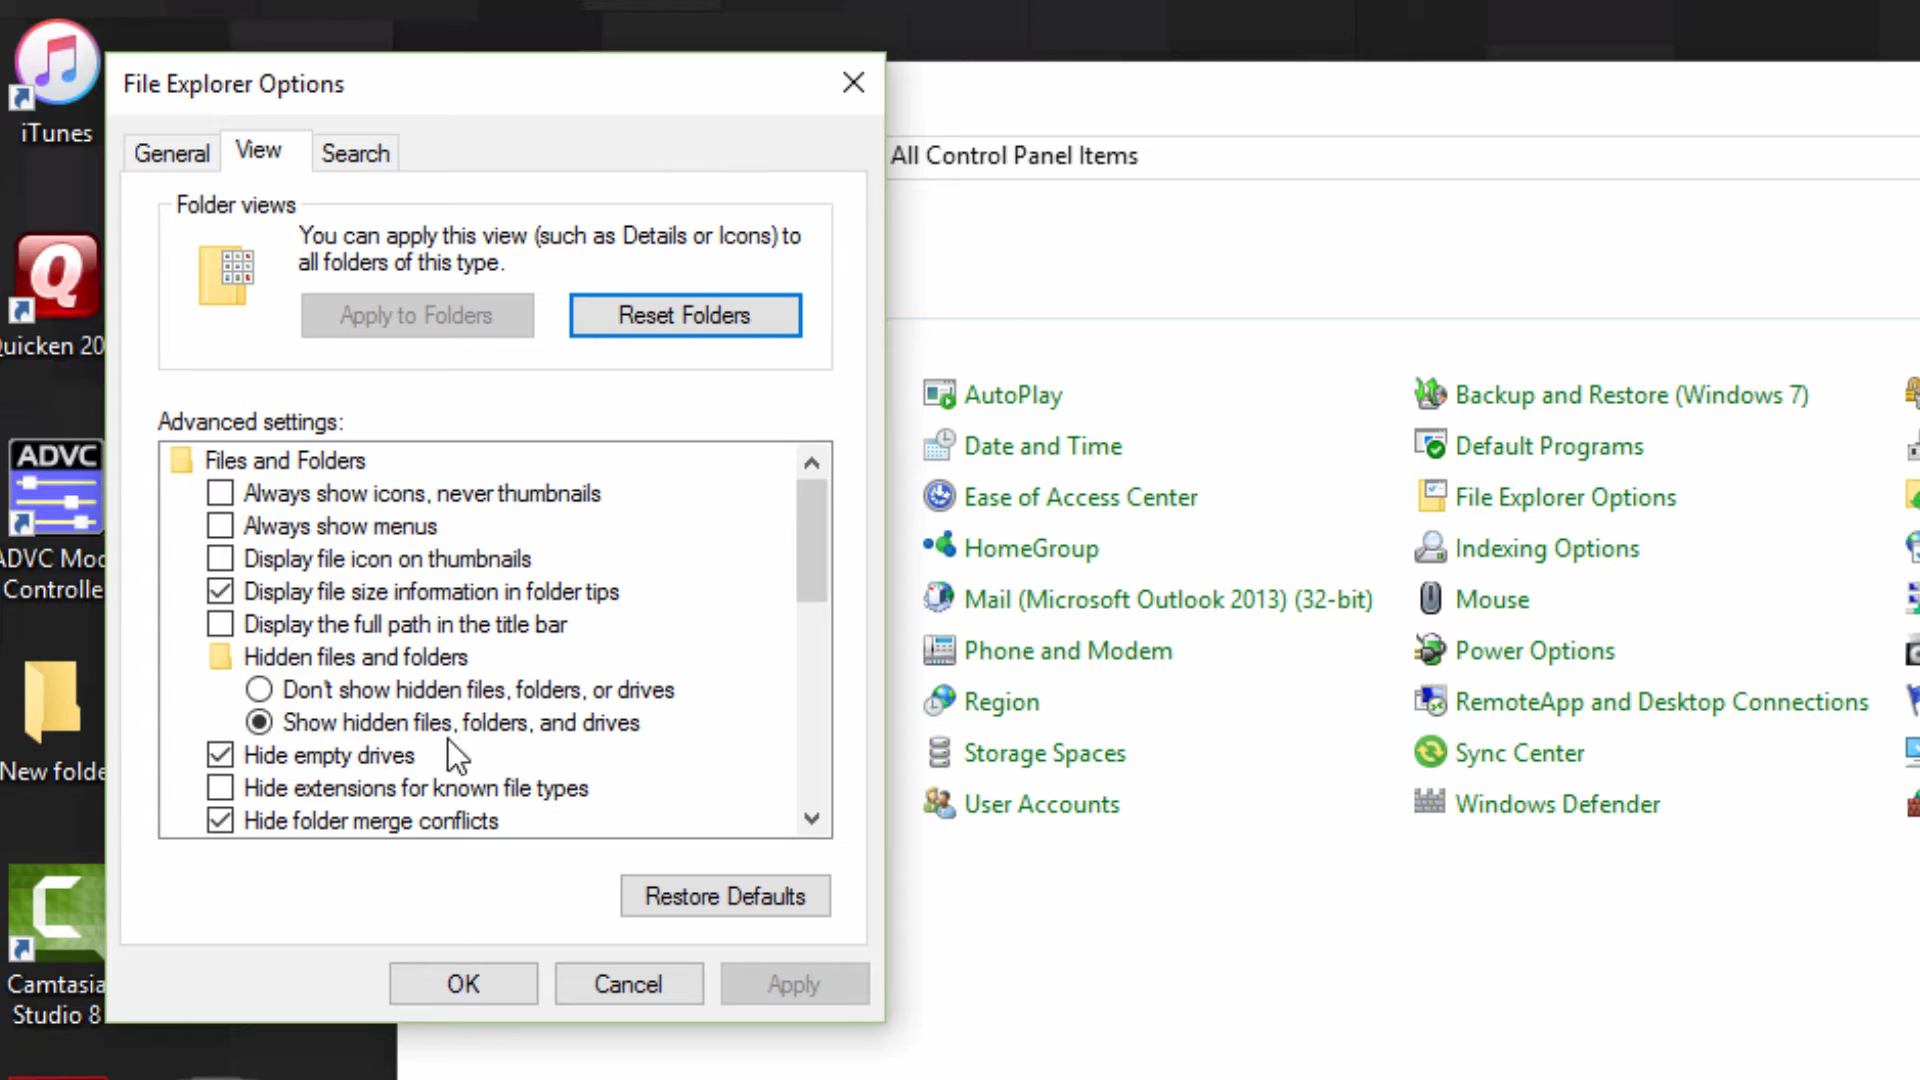 iTunes
Quicken 20
ADVC
ADVC Mod
Controlle
New folde
Camtasia
Studio 8
File Explorer Options
General
View
Search
Folder views
You can apply this view (such as Details or Icons) to
all folders of this type.
Apply to Folders
Reset Folders
Advanced settings:
Files and Folders
Always show icons, never thumbnails
Always show menus
Display file icon on thumbnails
Display file size information in folder tips
Display the full path in the title bar
Hidden files and folders
Don't show hidden files, folders, or drives
Show hidden files, folders, and drives
Hide empty drives
Hide extensions for known file types
Hide folder merge conflicts
Restore Defaults
OK
Cancel
Apply
All Control Panel Items
AutoPlay
Date and Time
Ease of Access Center
HomeGroup
Mail (Microsoft Outlook 2013) (32-bit)
Phone and Modem
Region
Storage Spaces
User Accounts
Backup and Restore (Windows 7)
Default Programs
File Explorer Options
Indexing Options
Mouse
Power Options
RemoteApp and Desktop Connections
Sync Center
Windows Defender